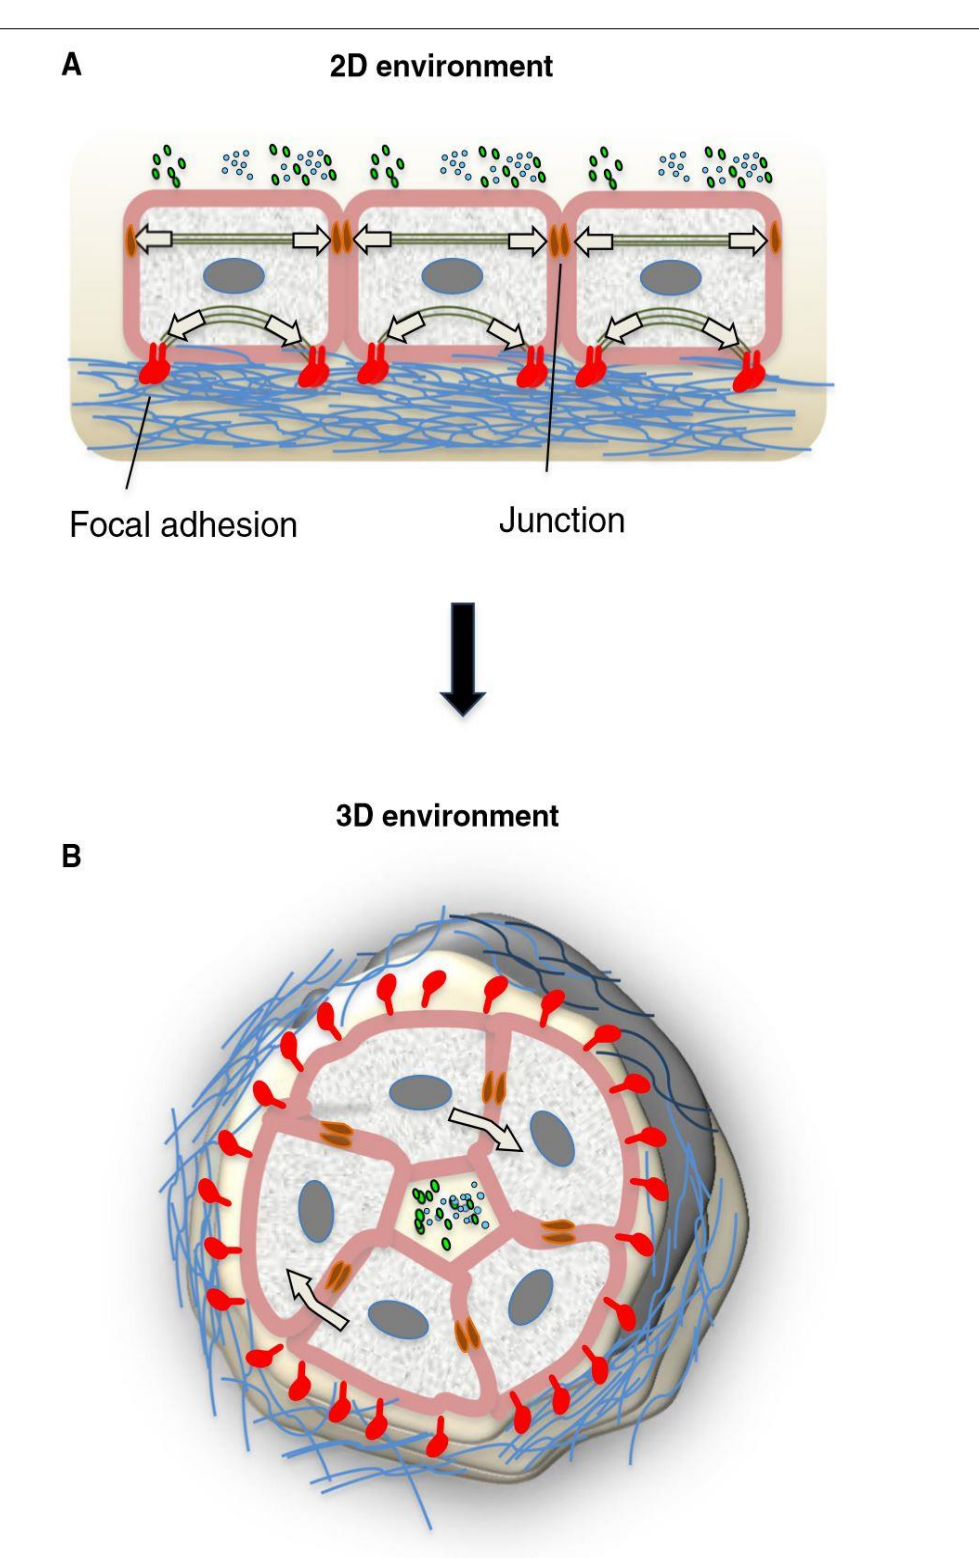 A
2D environment
Focal adhesion
Junction
3D environment
B